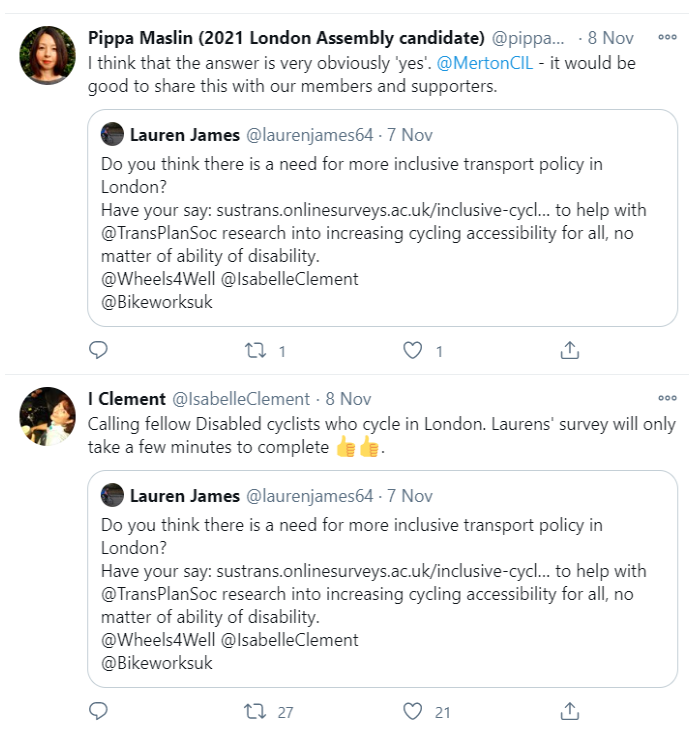 Pippa Maslin (2021 London Assembly candidate) @pippa... · 8 Nov
I think that the answer is very obviously 'yes'. @MertonCIL - it would be
good to share this with our members and supporters.
Lauren James @laurenjames64 · 7 Nov
Do you think there is a need for more inclusive transport policy in
London?
Have your say: sustrans.onlinesurveys.ac.uk/inclusive-cycl... to help with
@TransPlanSoc research into increasing cycling accessibility for all, no
matter of ability of disability.
@Wheels4Well @IsabelleClement
@Bikeworksuk
1 1
I Clement @IsabelleClement · 8 Nov
Calling fellow Disabled cyclists who cycle in London. Laurens' survey will only
take a few minutes to complete 👍👍.
Lauren James @laurenjames64 · 7 Nov
Do you think there is a need for more inclusive transport policy in
London?
Have your say: sustrans.onlinesurveys.ac.uk/inclusive-cycl... to help with
@TransPlanSoc research into increasing cycling accessibility for all, no
matter of ability of disability.
@Wheels4Well @IsabelleClement
@Bikeworksuk
27 21